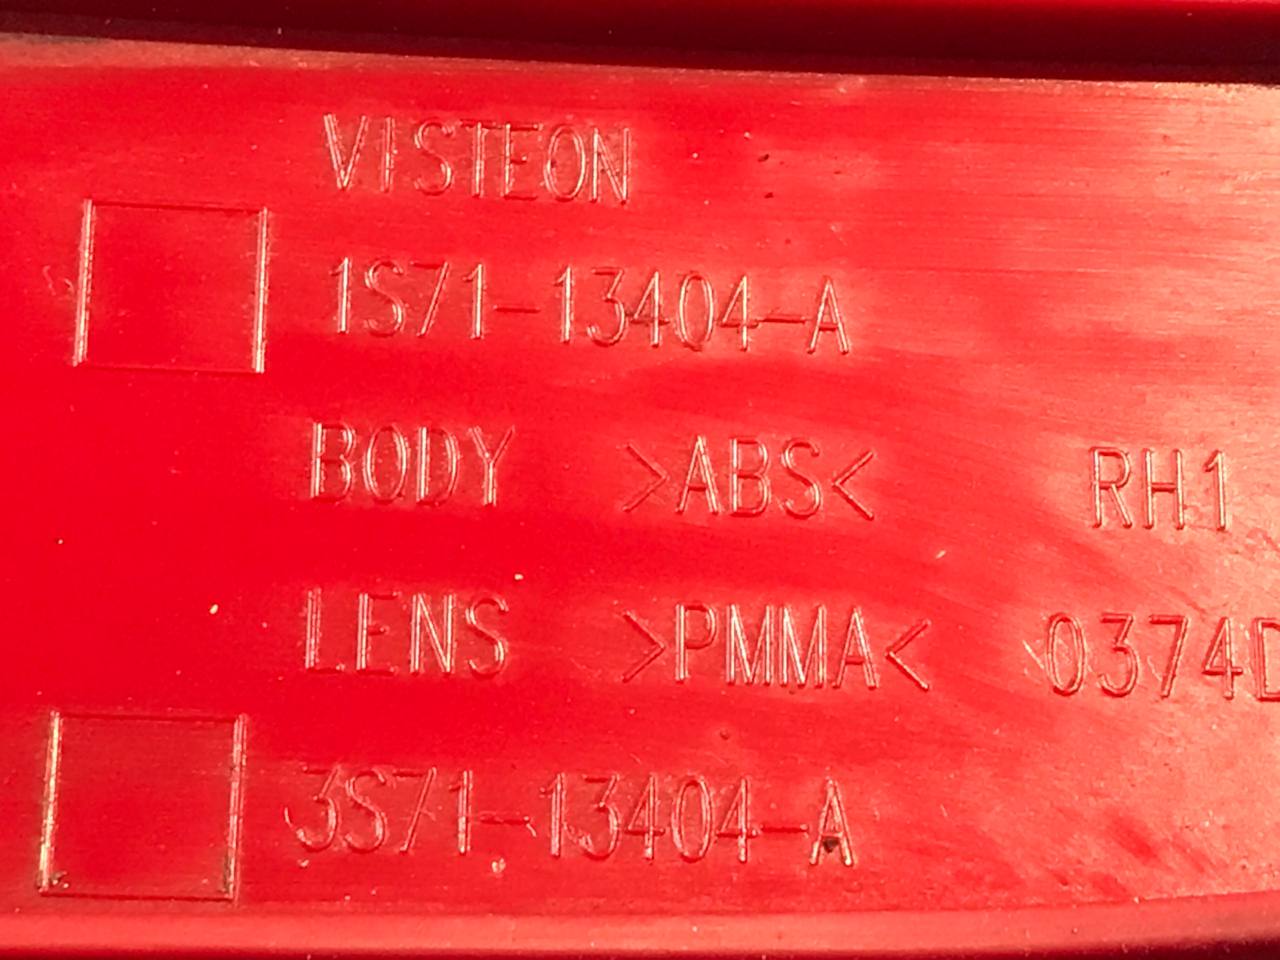 VISTEON
1S71-13404-A
BODY >ABS< RH1
LENS >PMMA< 0374D
3S71-13404-A